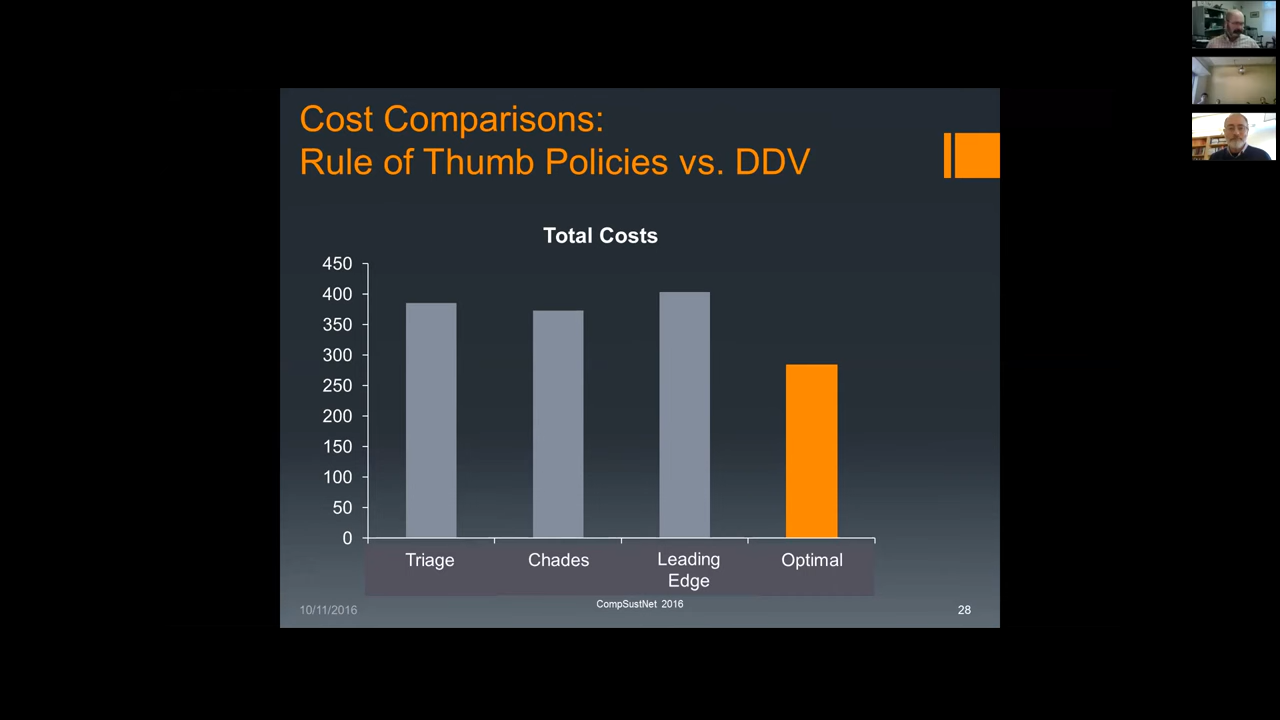 Cost Comparisons:
Rule of Thumb Policies vs. DDV
Total Costs
450
400
350
300
250
200
150
100
50
0
Triage
Chades
Leading
Edge
Optimal
10/11/2016
CompSustNet 2016
28